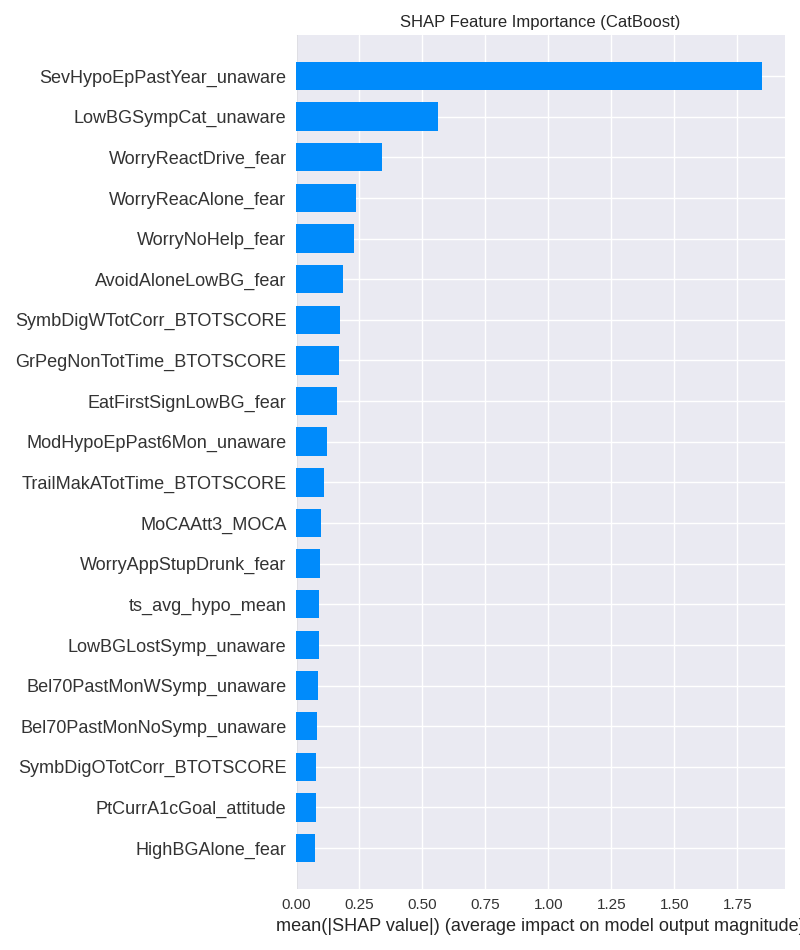 SHAP Feature Importance (CatBoost)
SevHypoEpPastYear_unaware
LowBGSympCat_unaware
WorryReactDrive_fear
WorryReacAlone_fear
WorryNoHelp_fear
AvoidAloneLowBG_fear
SymbDigWTotCorr_BTOTSCORE
GrPegNonTotTime_BTOTSCORE
EatFirstSignLowBG_fear
ModHypoEpPast6Mon_unaware
TrailMakATotTime_BTOTSCORE
MoCAAtt3_MOCA
WorryAppStupDrunk_fear
ts_avg_hypo_mean
LowBGLostSymp_unaware
Bel70PastMonWSymp_unaware
Bel70PastMonNoSymp_unaware
SymbDigOTotCorr_BTOTSCORE
PtCurrA1cGoal_attitude
HighBGAlone_fear
0.00 0.25 0.50 0.75 1.00 1.25 1.50 1.75
mean(|SHAP value|) (average impact on model output magnitude)